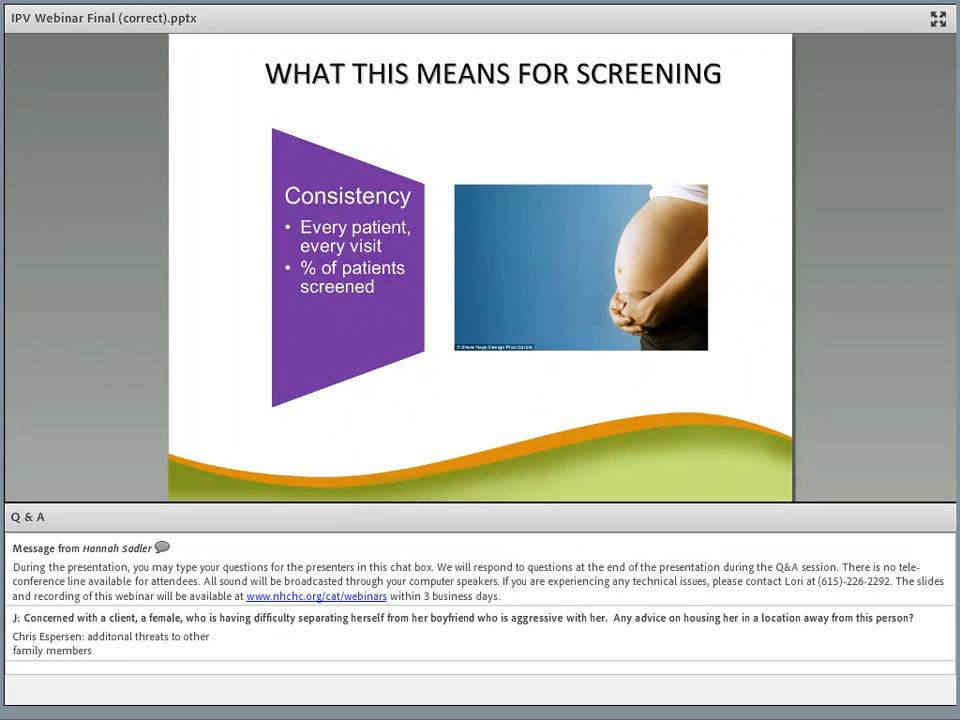 IPV Webinar Final (correct).pptx
WHAT THIS MEANS FOR SCREENING
Consistency
• Every patient,
every visit
• % of patients
screened
© Steve Nagy/Design Pics/Corbis
Q & A
Message from Hannah Sadler
During the presentation, you may type your questions for the presenters in this chat box. We will respond to questions at the end of the presentation during the Q&A session. There is no tele-
conference line available for attendees. All sound will be broadcasted through your computer speakers. If you are experiencing any technical issues, please contact Lori at (615)-226-2292. The slides
and recording of this webinar will be available at www.nhchc.org/cat/webinars within 3 business days.
J: Concerned with a client, a female, who is having difficulty separating herself from her boyfriend who is aggressive with her.  Any advice on housing her in a location away from this person?
Chris Espersen: additonal threats to other
family members